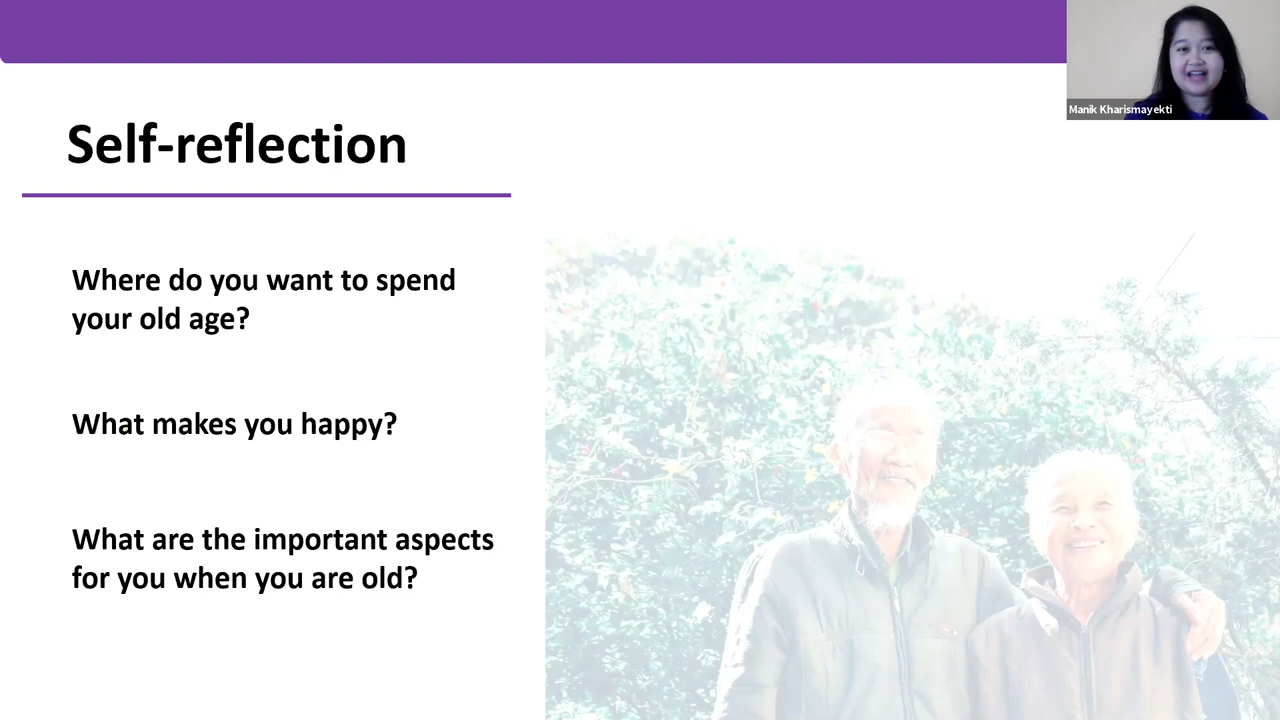 Manik Kharismayekti
Self-reflection
Where do you want to spend
your old age?
What makes you happy?
What are the important aspects
for you when you are old?